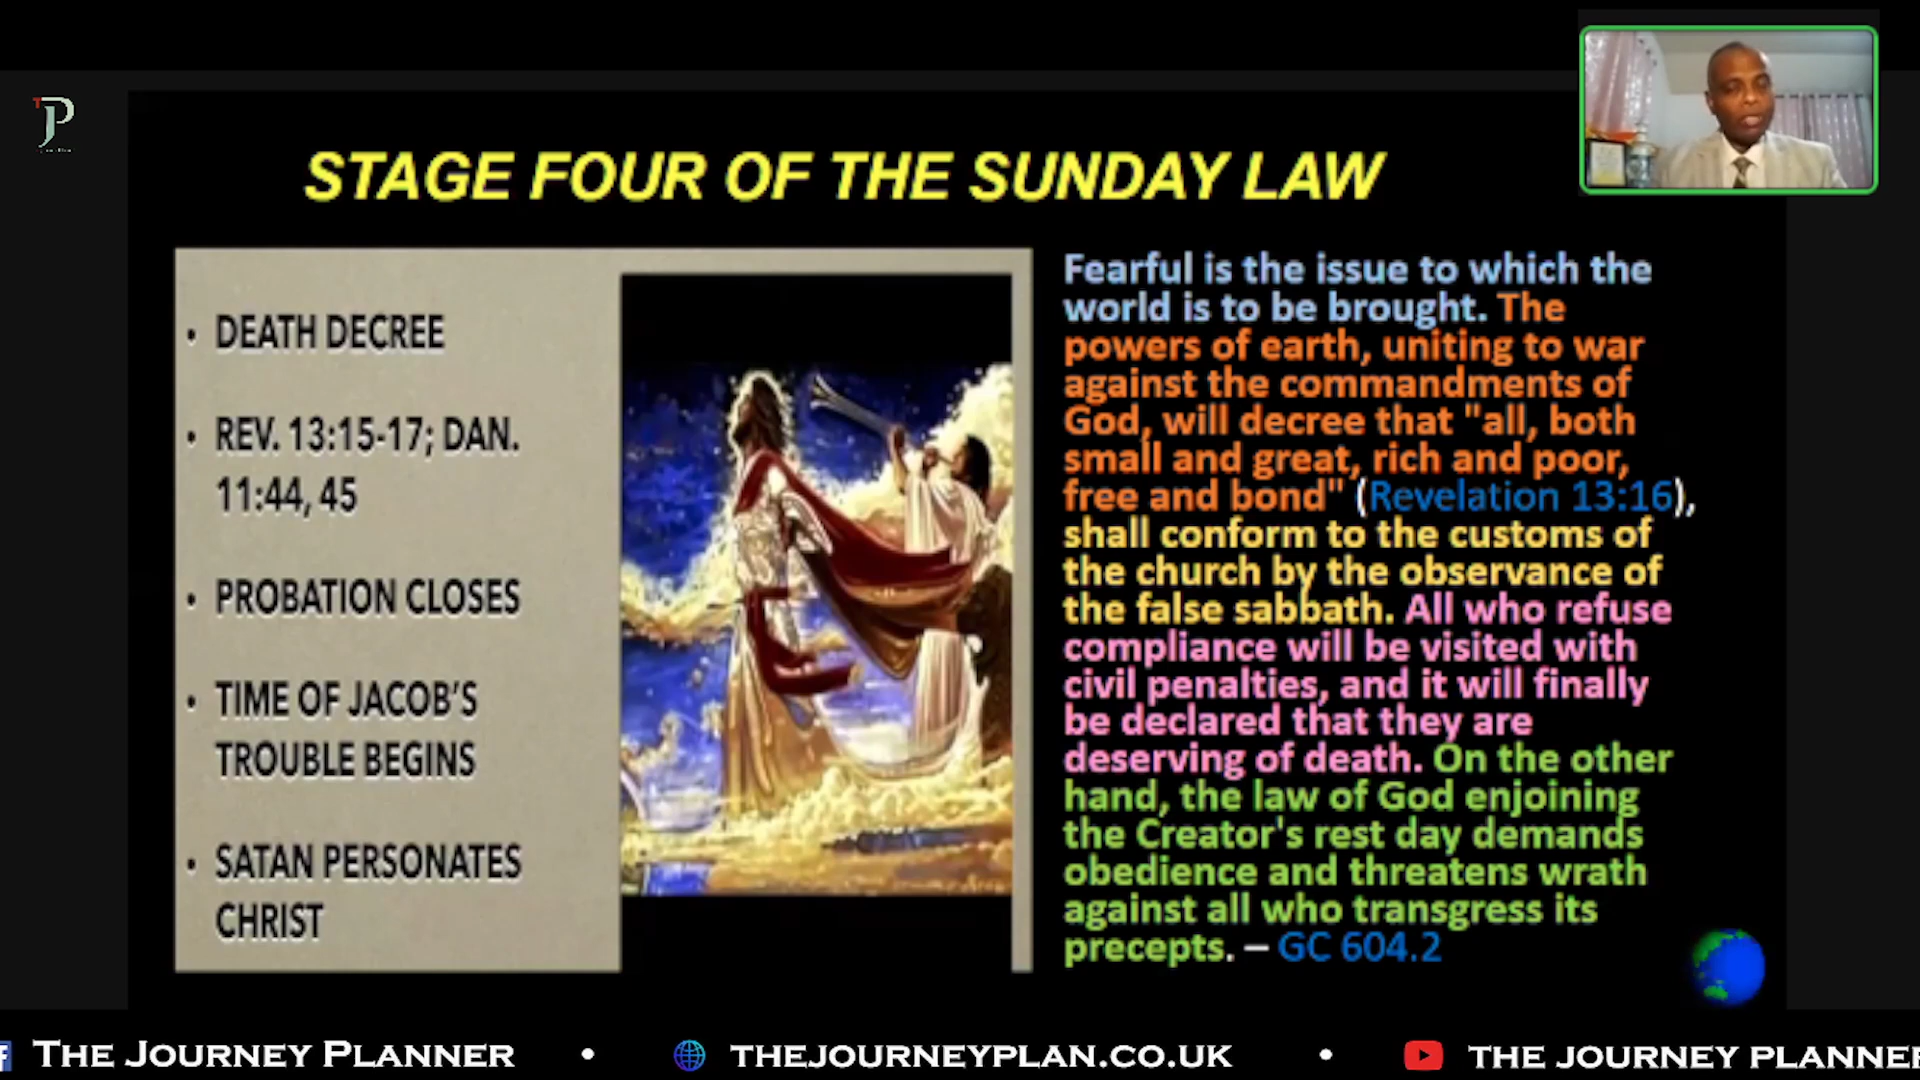 TJP
STAGE FOUR OF THE SUNDAY LAW
• DEATH DECREE
• REV. 13:15-17; DAN.
11:44, 45
• PROBATION CLOSES
• TIME OF JACOB'S
TROUBLE BEGINS
• SATAN PERSONATES
CHRIST
Fearful is the issue to which the
world is to be brought. The
powers of earth, uniting to war
against the commandments of
God, will decree that "all, both
small and great, rich and poor,
free and bond" (Revelation 13:16),
shall conform to the customs of
the church by the observance of
the false sabbath. All who refuse
compliance will be visited with
civil penalties, and it will finally
be declared that they are
deserving of death. On the other
hand, the law of God enjoining
the Creator's rest day demands
obedience and threatens wrath
against all who transgress its
precepts. – GC 604.2
f THE JOURNEY PLANNER • THEJOURNEYPLAN.CO.UK • THE JOURNEY PLANNER